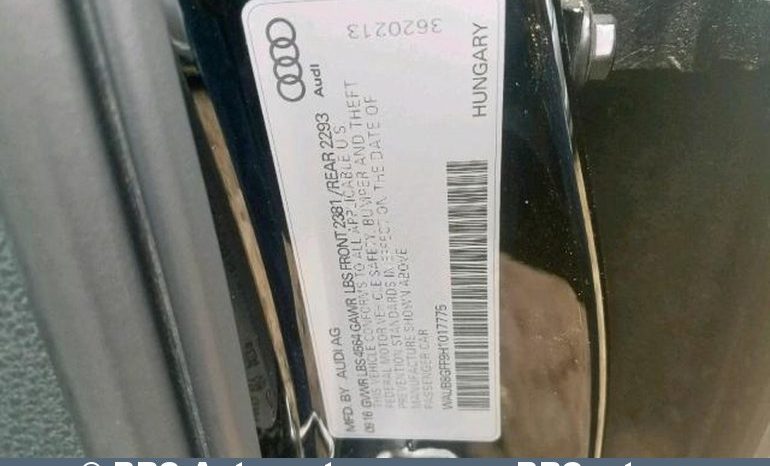 Audi
MFD. BY AUDI AG
09/16 GVWR LBS 4564 GAWR LBS FRONT 2381/REAR 2293
THIS VEHICLE CONFORMS TO ALL APPLICABLE U S
FEDERAL MOTOR VEHICLE SAFETY, BUMPER AND THEFT
PREVENTION STANDARDS IN EFFECT ON THE DATE OF
MANUFACTURE SHOWN ABOVE
PASSENGER CAR
WAUB8GFF9H1017775
HUNGARY
3620213